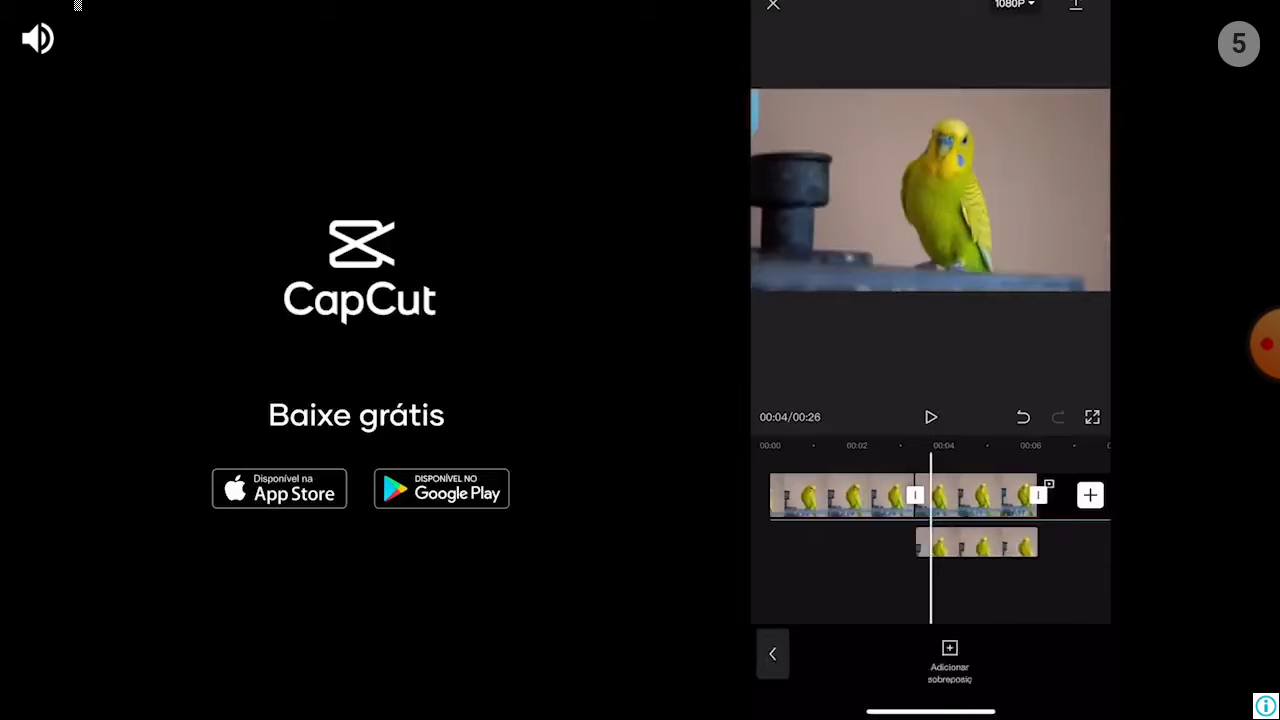 5
1080P
CapCut
Baixe grátis
Disponível na
App Store
DISPONÍVEL NO
Google Play
00:04/00:26
00:00
00:02
00:04
00:06
Adicionar
sobreposiç